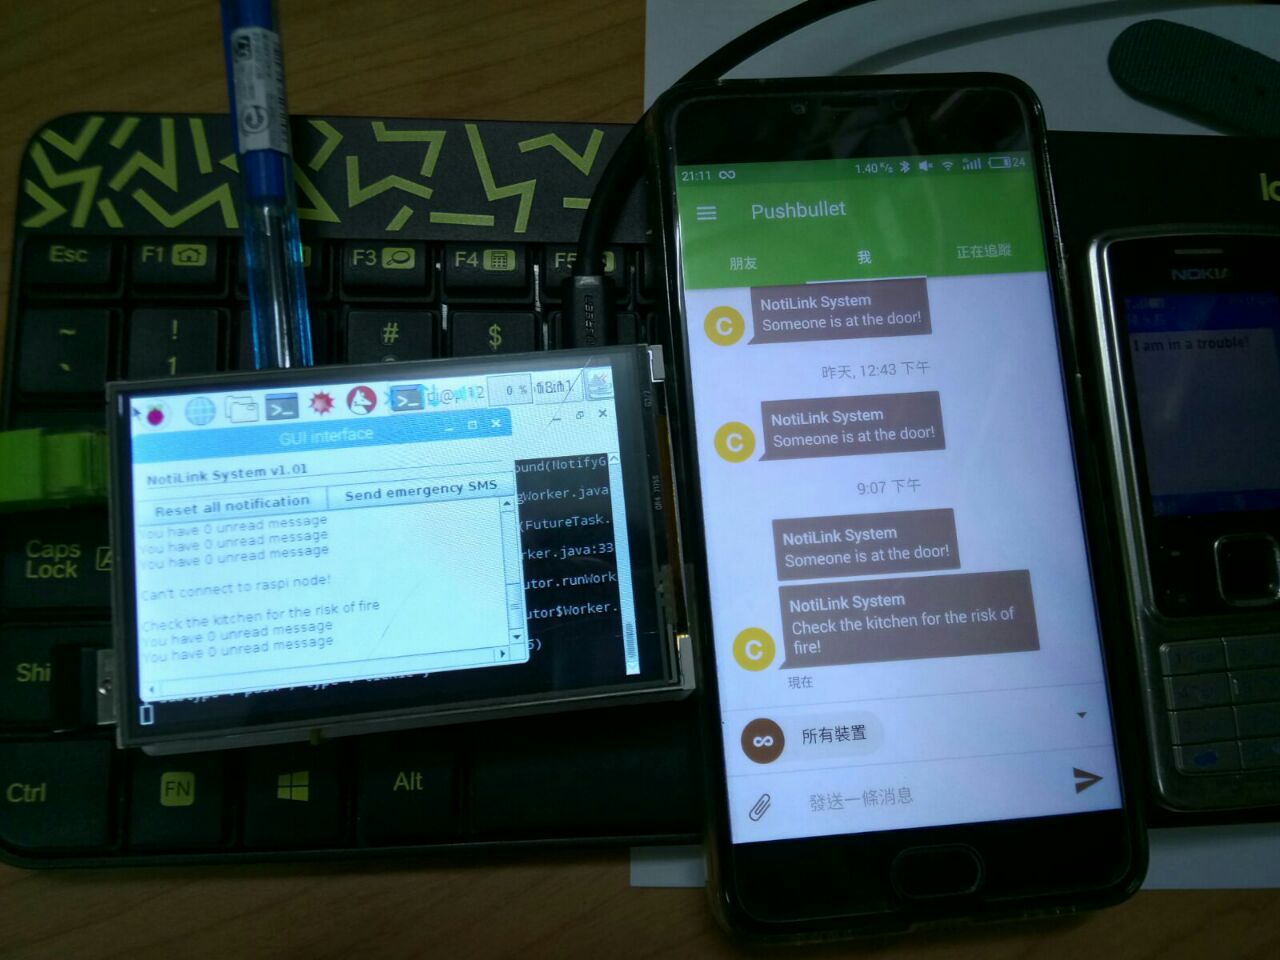 Esc
F1
F3
F4
F5
~
`
!
1
#
$
Caps
Lock
Shi
Ctrl
FN
Alt
0 %
GUI interface
NotiLink System v1.01
Reset all notification
Send emergency SMS
You have 0 unread message
You have 0 unread message
You have 0 unread message
Can't connect to raspi node!
Check the kitchen for the risk of fire
You have 0 unread message
You have 0 unread message
ound(NotifyG
gWorker.java
(FutureTask.
rker.java:33
utor.runWork
utor$Worker.
21:11
1.40 K/s
24
Pushbullet
朋友
我
正在追蹤
C
NotiLink System
Someone is at the door!
昨天, 12:43 下午
C
NotiLink System
Someone is at the door!
9:07 下午
NotiLink System
Someone is at the door!
C
NotiLink System
Check the kitchen for the risk of
fire!
現在
所有裝置
發送一條消息
NOKIA
I am in a trouble!